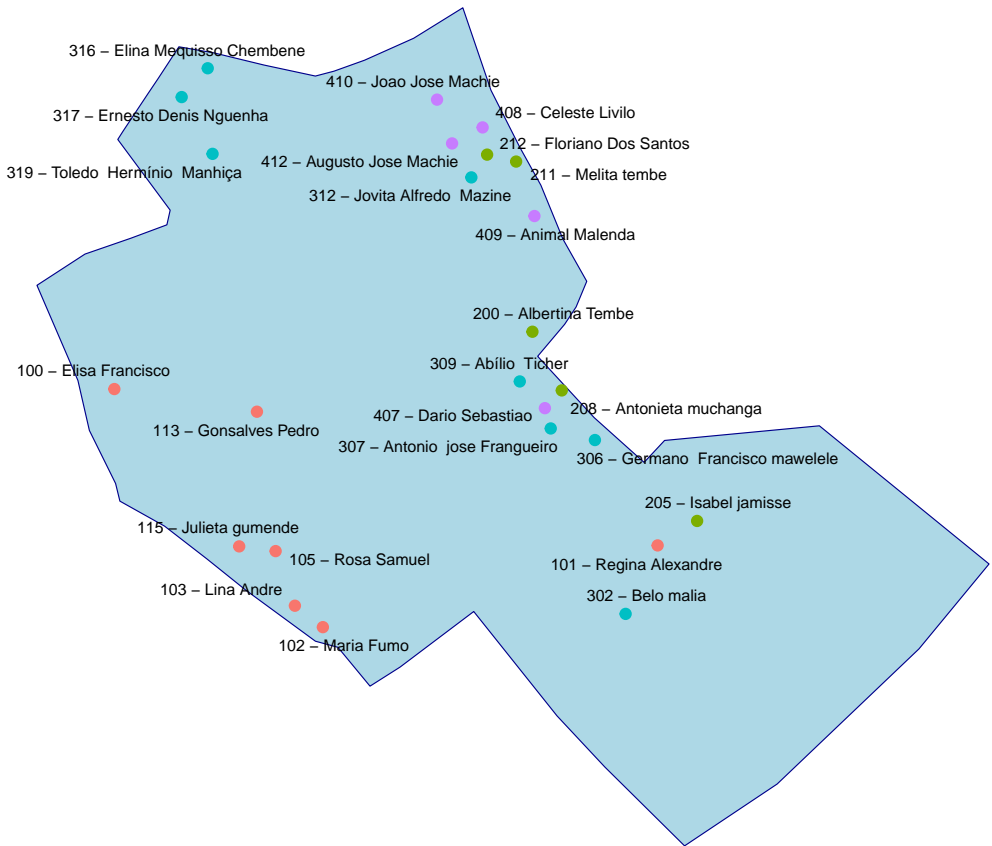 316 – Elina Mequisso Chembene
410 – Joao Jose Machie
317 – Ernesto Denis Nguenha
408 – Celeste Livilo
212 – Floriano Dos Santos
412 – Augusto Jose Machie
319 – Toledo  Hermínio  Manhiça
211 – Melita tembe
312 – Jovita Alfredo  Mazine
409 – Animal Malenda
200 – Albertina Tembe
309 – Abílio  Ticher
100 – Elisa Francisco
208 – Antonieta muchanga
407 – Dario Sebastiao
113 – Gonsalves Pedro
307 – Antonio  jose Frangueiro
306 – Germano  Francisco mawelele
205 – Isabel jamisse
115 – Julieta gumende
105 – Rosa Samuel
101 – Regina Alexandre
103 – Lina Andre
302 – Belo malia
102 – Maria Fumo